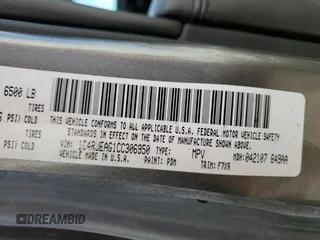 6500 LB
TIRES
PSI) COLD
TIRES
PSI) COLD
THIS VEHICLE CONFORMS TO ALL APPLICABLE U.S.A. FEDERAL MOTOR VEHICLE SAFETY
STANDARDS IN EFFECT ON THE DATE OF MANUFACTURE SHOWN ABOVE.
VIN: 1C4RJEAG1CC306950 TYPE: MPV MDH: 042107 649AA
VEHICLE MADE IN U.S.A. PAINT: PDM TRIM: F7X9
DREAMBID